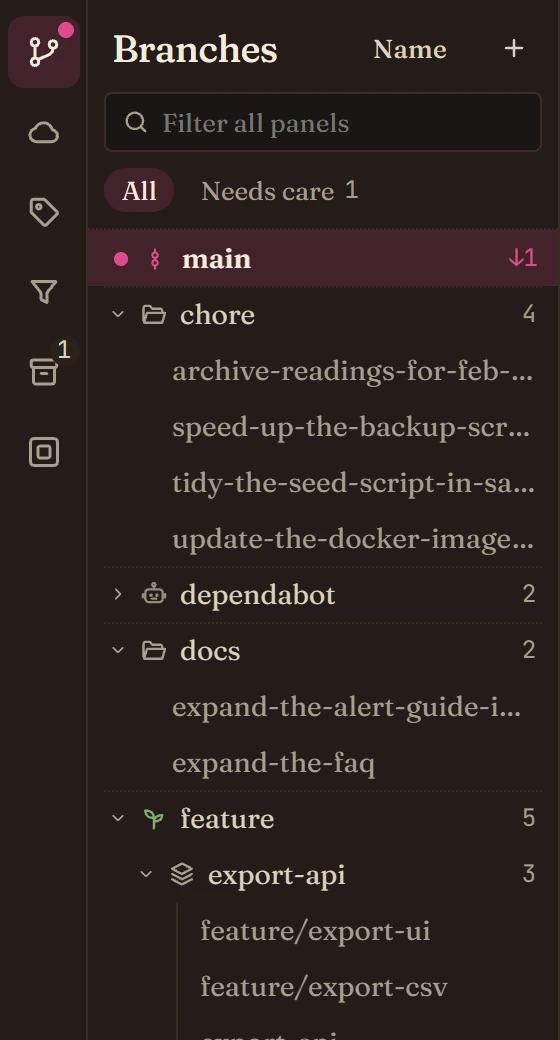 Branches Name +
Filter all panels
All Needs care 1
main ↓1
chore 4
1
archive-readings-for-feb-...
speed-up-the-backup-scr...
tidy-the-seed-script-in-sa...
update-the-docker-image...
dependabot 2
docs 2
expand-the-alert-guide-i...
expand-the-faq
feature 5
export-api 3
feature/export-ui
feature/export-csv